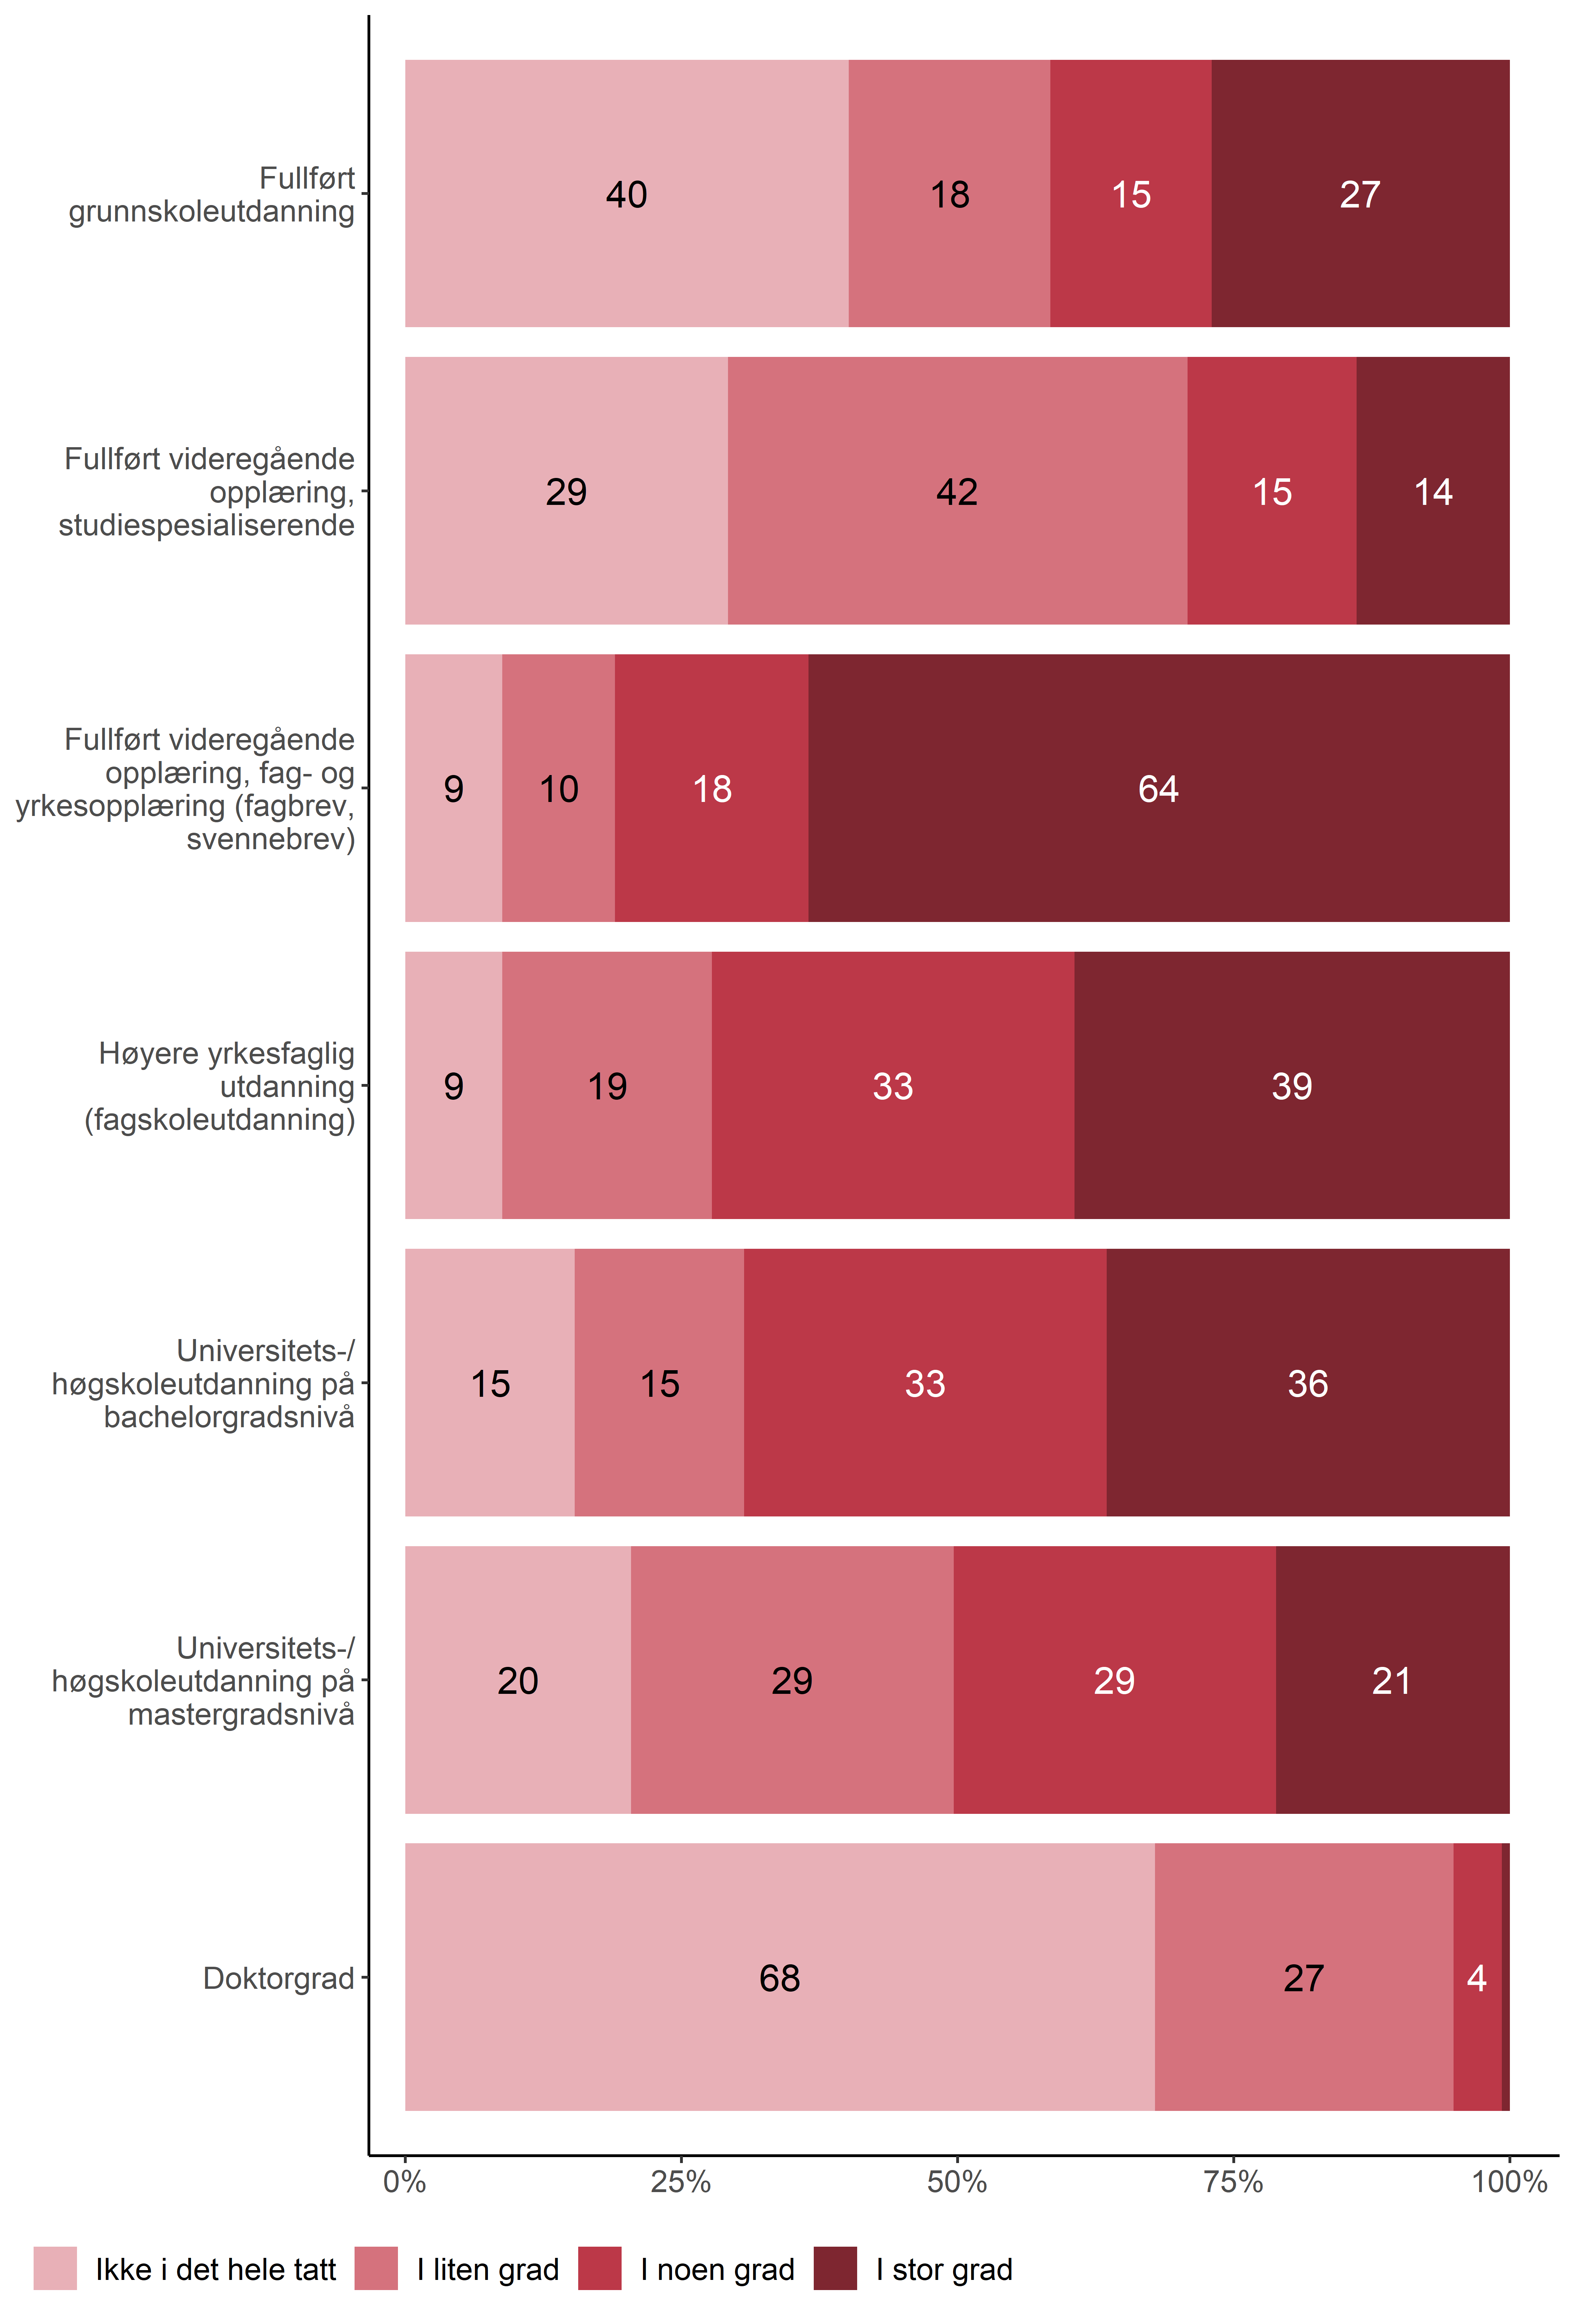 Fullført
grunnskoleutdanning
40 18 15 27
Fullført videregående
opplæring,
studiespesialiserende
29 42 15 14
Fullført videregående
opplæring, fag- og
yrkesopplæring (fagbrev,
svennebrev)
9 10 18 64
Høyere yrkesfaglig
utdanning
(fagskoleutdanning)
9 19 33 39
Universitets-/
høgskoleutdanning på
bachelorgradsnivå
15 15 33 36
Universitets-/
høgskoleutdanning på
mastergradsnivå
20 29 29 21
Doktorgrad
68 27 4
0% 25% 50% 75% 100%
Ikke i det hele tatt I liten grad I noen grad I stor grad